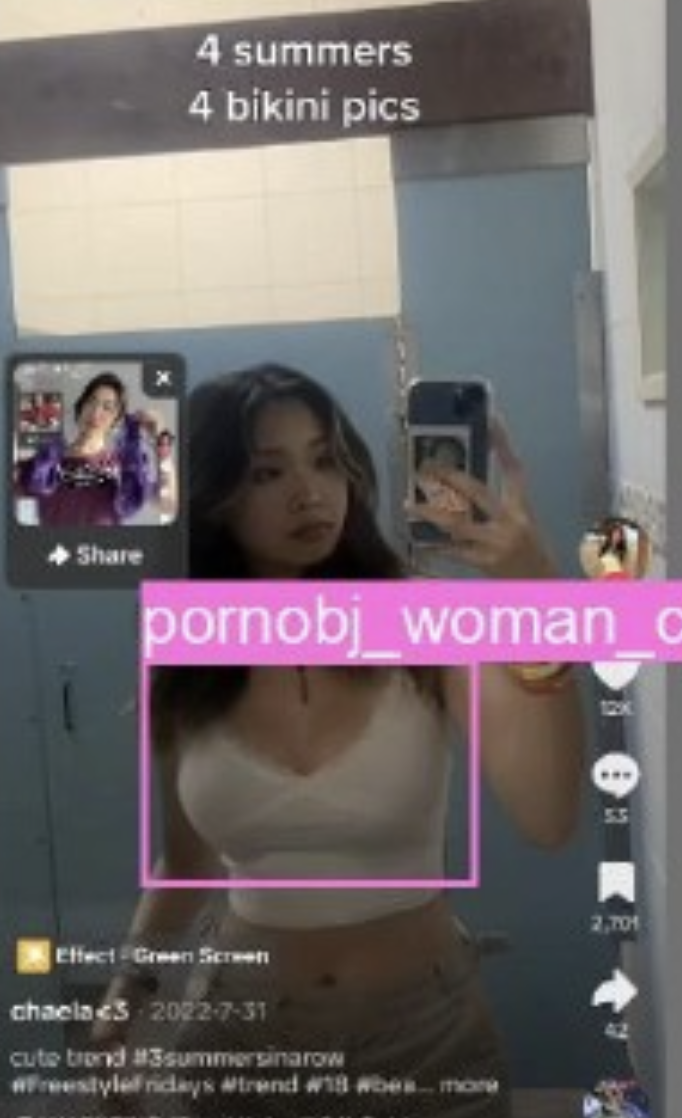 4 summers
4 bikini pics
Share
pornobj_woman_c
12K
53
2,701
42
Effect · Green Screen
chaela<3 · 2022-7-31
cute trend #3summersinarow
#FreestyleFridays #trend #18 #bea... more